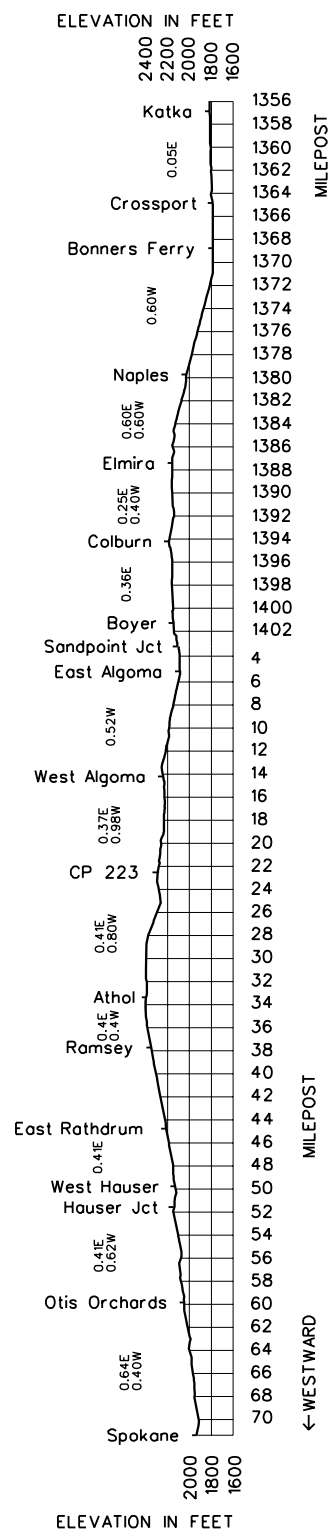 ELEVATION IN FEET
2400
2200
2000
1800
1600
Katka
1356
1358
0.05E
1360
1362
MILEPOST
1364
Crossport
1366
1368
Bonners Ferry
1370
1372
0.60W
1374
1376
1378
Naples
1380
1382
0.60E
0.60W
1384
1386
Elmira
1388
1390
0.25E
0.40W
1392
Colburn
1394
1396
0.36E
1398
1400
Boyer
1402
Sandpoint Jct
4
East Algoma
6
8
0.52W
10
12
West Algoma
14
16
0.37E
0.98W
18
20
CP 223
22
24
26
0.41E
0.80W
28
30
32
Athol
34
0.4E
0.4W
36
Ramsey
38
40
42
East Rathdrum
44
MILEPOST
0.41E
46
48
West Hauser
50
Hauser Jct
52
54
0.41E
0.62W
56
58
Otis Orchards
60
62
64
0.64E
0.40W
66
68
70
←WESTWARD
Spokane
2000
1800
1600
ELEVATION IN FEET